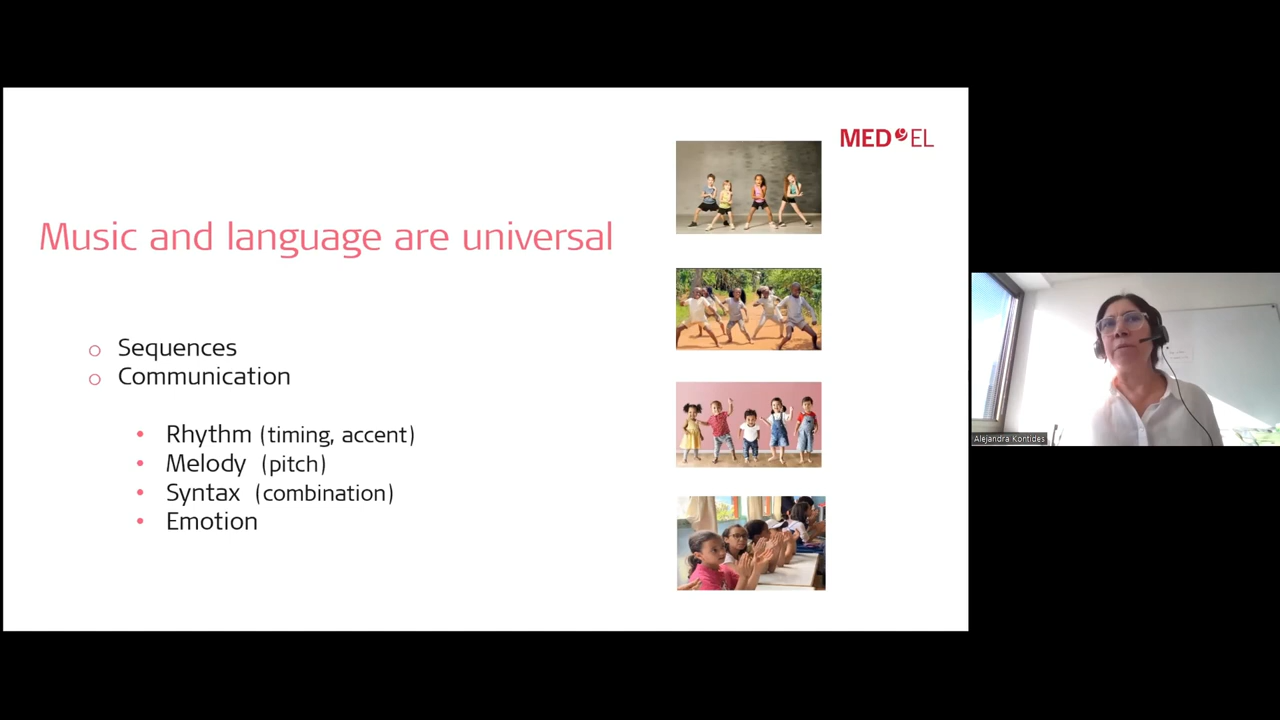 MED EL
Music and language are universal
Sequences
Communication
Rhythm (timing, accent)
Melody (pitch)
Syntax (combination)
Emotion
Alejandra Kontides